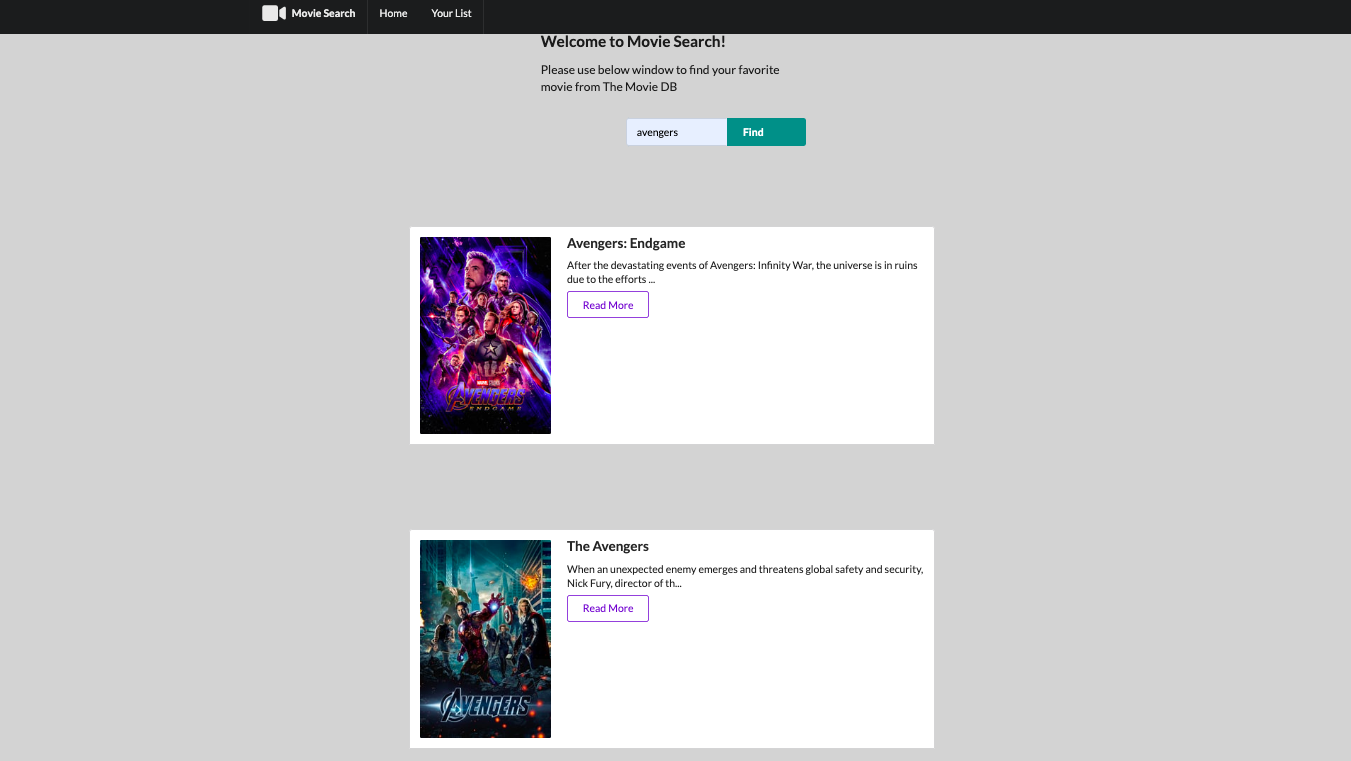 Movie Search Home Your List
Welcome to Movie Search!
Please use below window to find your favorite
movie from The Movie DB
avengers Find
Avengers: Endgame
After the devastating events of Avengers: Infinity War, the universe is in ruins
due to the efforts ...
Read More
MARVEL STUDIOS
AVENGERS
ENDGAME
The Avengers
When an unexpected enemy emerges and threatens global safety and security,
Nick Fury, director of th...
Read More
AVENGERS